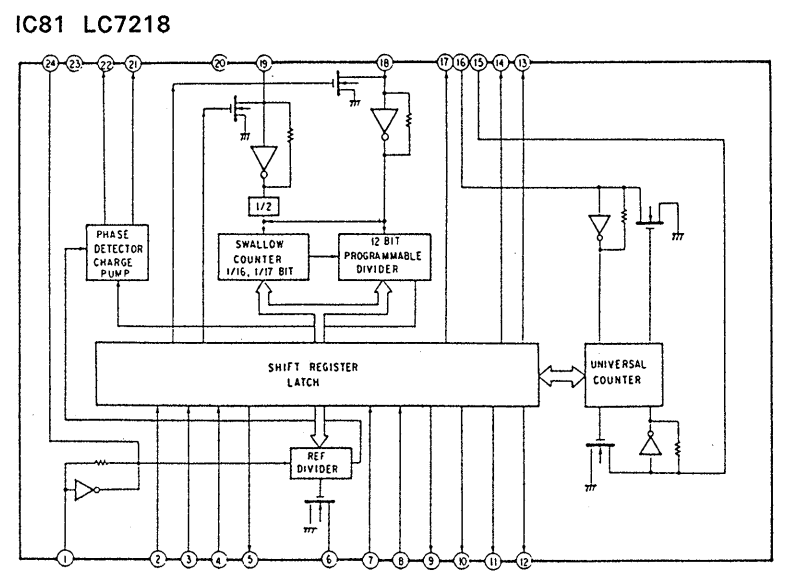 IC81 LC7218
24 23 22 21 20 19 18 17 16 15 14 13
1/2
PHASE
DETECTOR
CHARGE
PUMP
SWALLOW
COUNTER
1/16, 1/17 BIT
12 BIT
PROGRAMMABLE
DIVIDER
SHIFT REGISTER
LATCH
UNIVERSAL
COUNTER
REF
DIVIDER
1 2 3 4 5 6 7 8 9 10 11 12